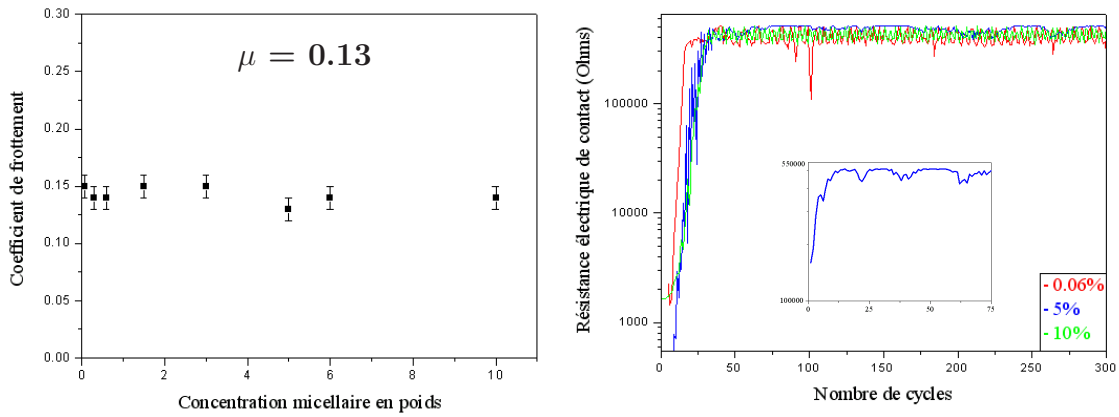 0.30
0.25
0.20
0.15
0.10
0.05
0.00
Coefficient de frottement
μ = 0.13
0 2 4 6 8 10
Concentration micellaire en poids
100000
10000
1000
Résistance électrique de contact (Ohms)
550000
100000
0 25 50 75
- 0.06%
- 5%
- 10%
0 50 100 150 200 250 300
Nombre de cycles